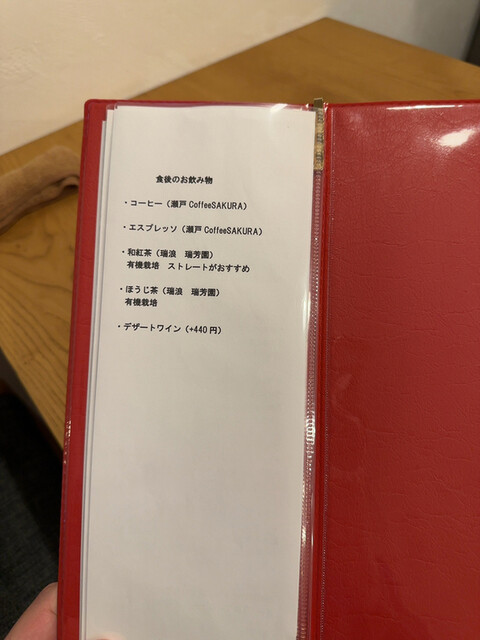 食後のお飲み物
・コーヒー（瀬戸 CoffeeSAKURA）
・エスプレッソ（瀬戸 CoffeeSAKURA）
・和紅茶（瑞浪　瑞芳園）
有機栽培　ストレートがおすすめ
・ほうじ茶（瑞浪　瑞芳園）
有機栽培
・デザートワイン（+440 円）